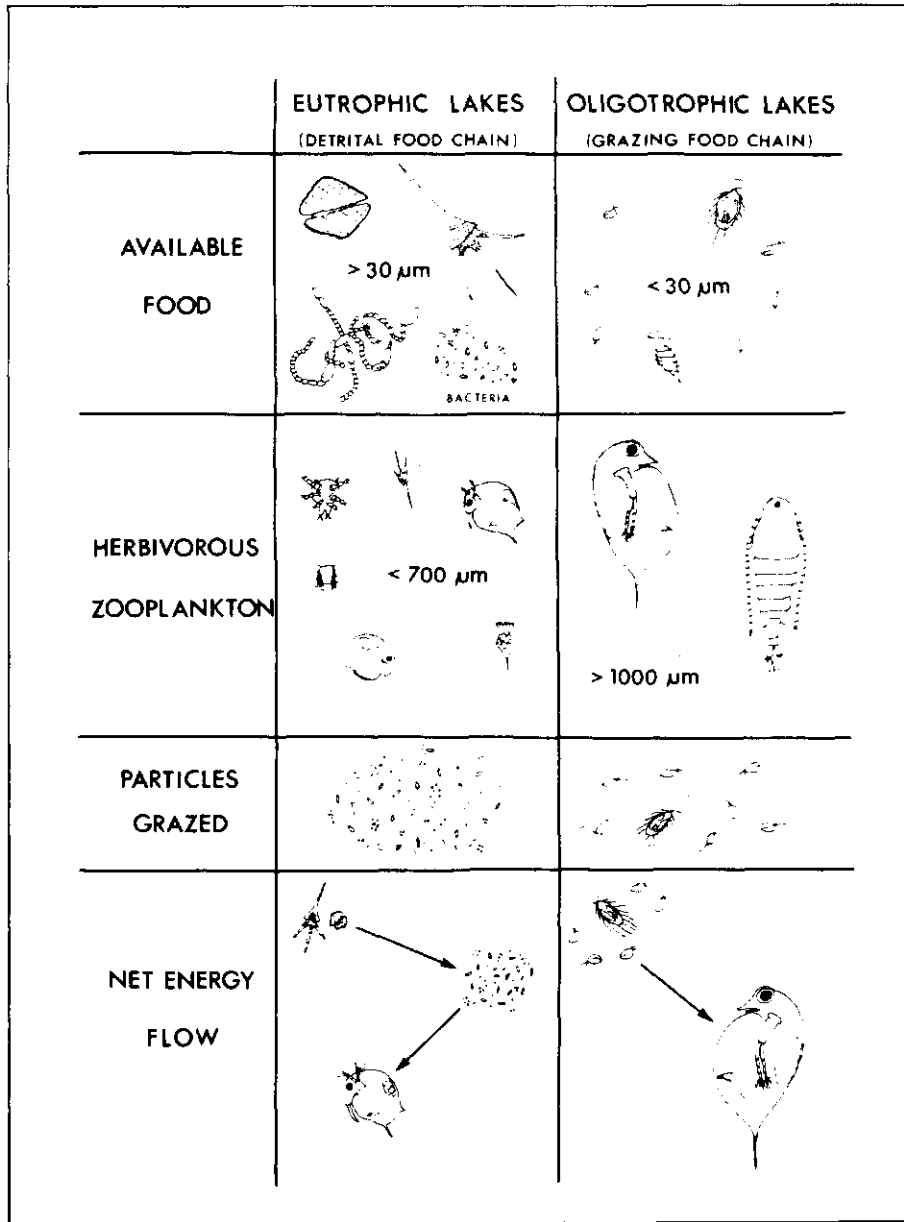 EUTROPHIC LAKES
(DETRITAL FOOD CHAIN)
OLIGOTROPHIC LAKES
(GRAZING FOOD CHAIN)
AVAILABLE
FOOD
> 30 µm
BACTERIA
< 30 µm
HERBIVOROUS
ZOOPLANKTON
< 700 µm
> 1000 µm
PARTICLES
GRAZED
NET ENERGY
FLOW